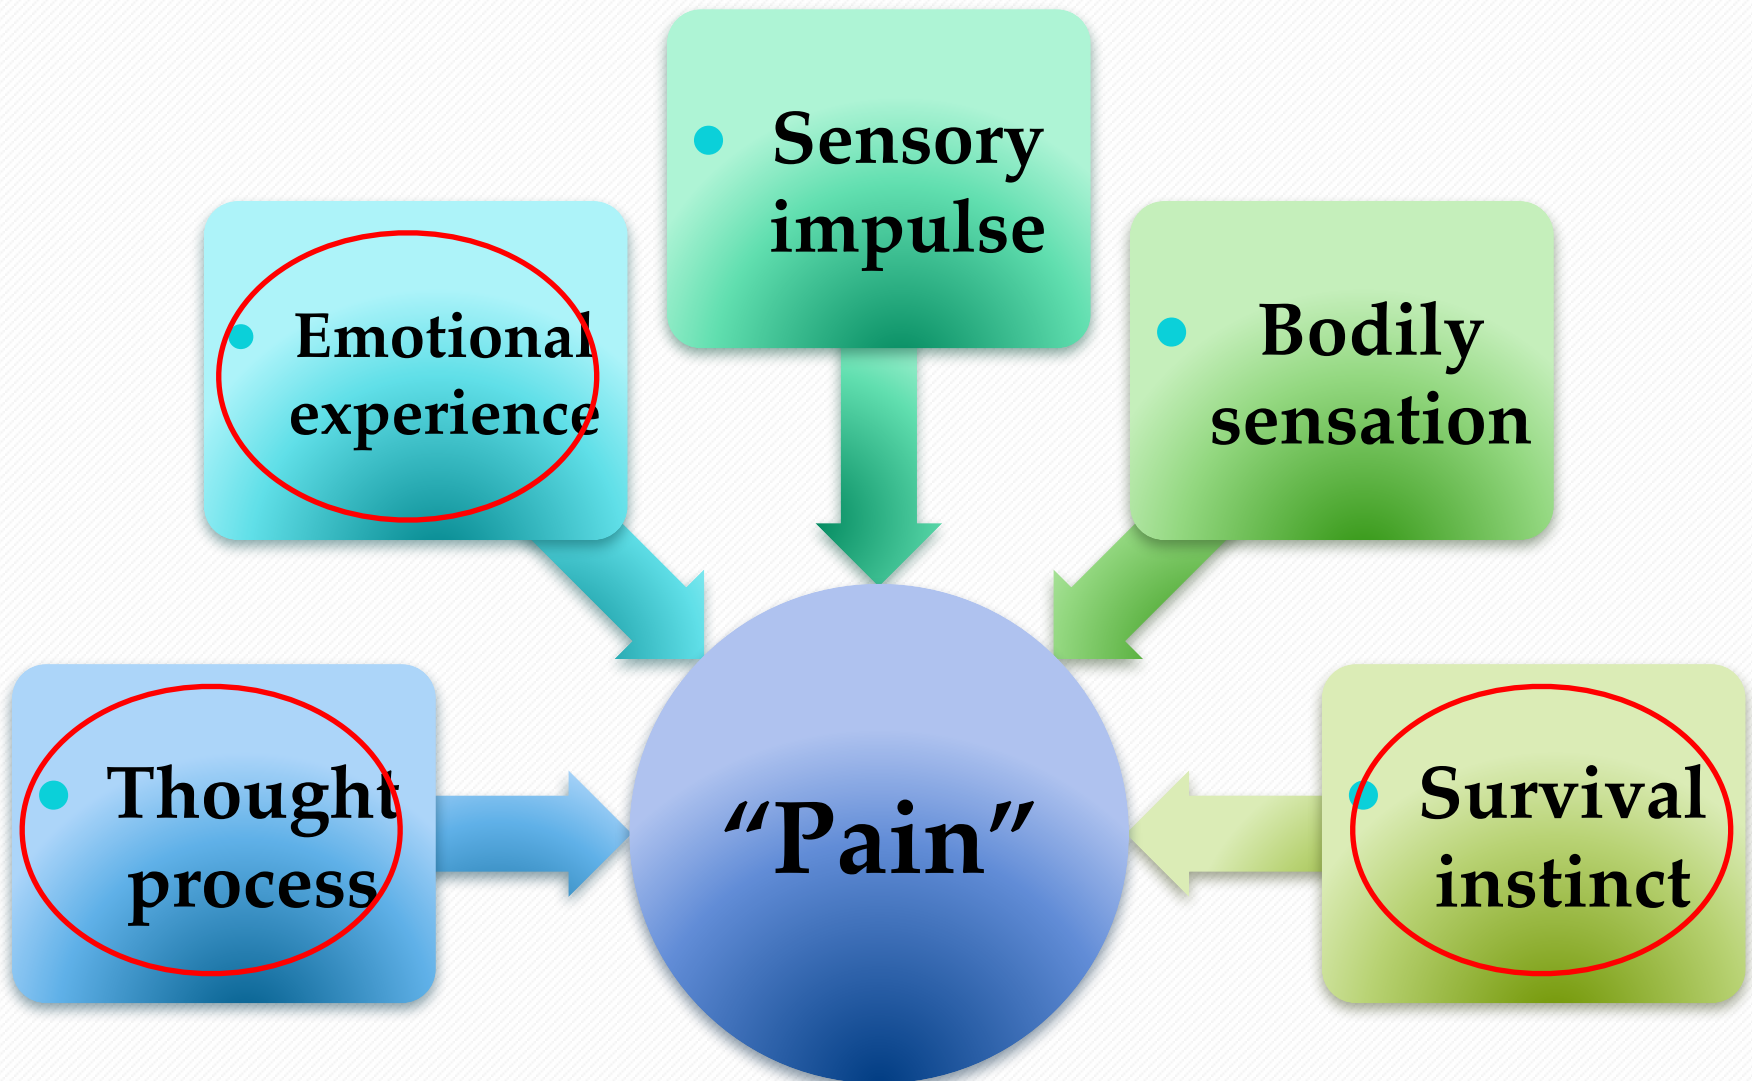 • Sensory
impulse
• Emotional
experience
• Bodily
sensation
• Thought
process
“Pain”
• Survival
instinct